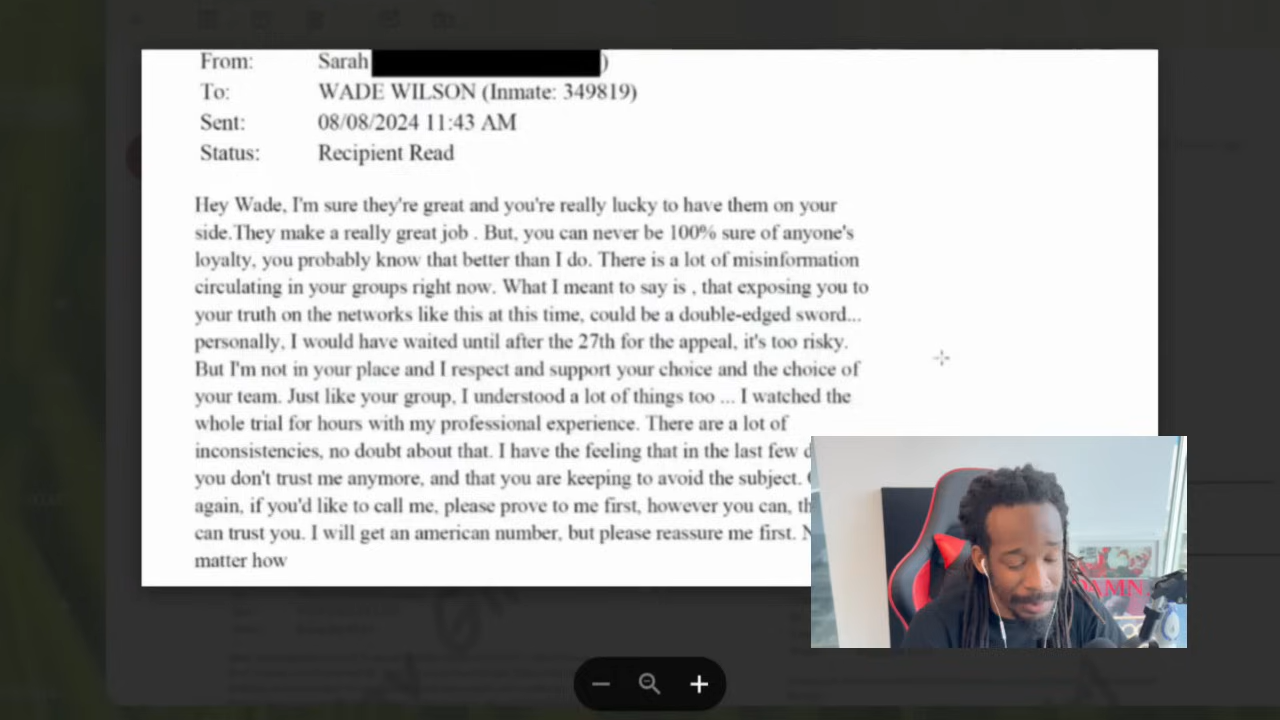 From: Sarah )
To: WADE WILSON (Inmate: 349819)
Sent: 08/08/2024 11:43 AM
Status: Recipient Read
Hey Wade, I'm sure they're great and you're really lucky to have them on your
side.They make a really great job . But, you can never be 100% sure of anyone's
loyalty, you probably know that better than I do. There is a lot of misinformation
circulating in your groups right now. What I meant to say is , that exposing you to
your truth on the networks like this at this time, could be a double-edged sword...
personally, I would have waited until after the 27th for the appeal, it's too risky.
But I'm not in your place and I respect and support your choice and the choice of
your team. Just like your group, I understood a lot of things too ... I watched the
whole trial for hours with my professional experience. There are a lot of
inconsistencies, no doubt about that. I have the feeling that in the last few
you don't trust me anymore, and that you are keeping to avoid the subject.
again, if you'd like to call me, please prove to me first, however you can,
can trust you. I will get an american number, but please reassure me first.
matter how
DAMN.